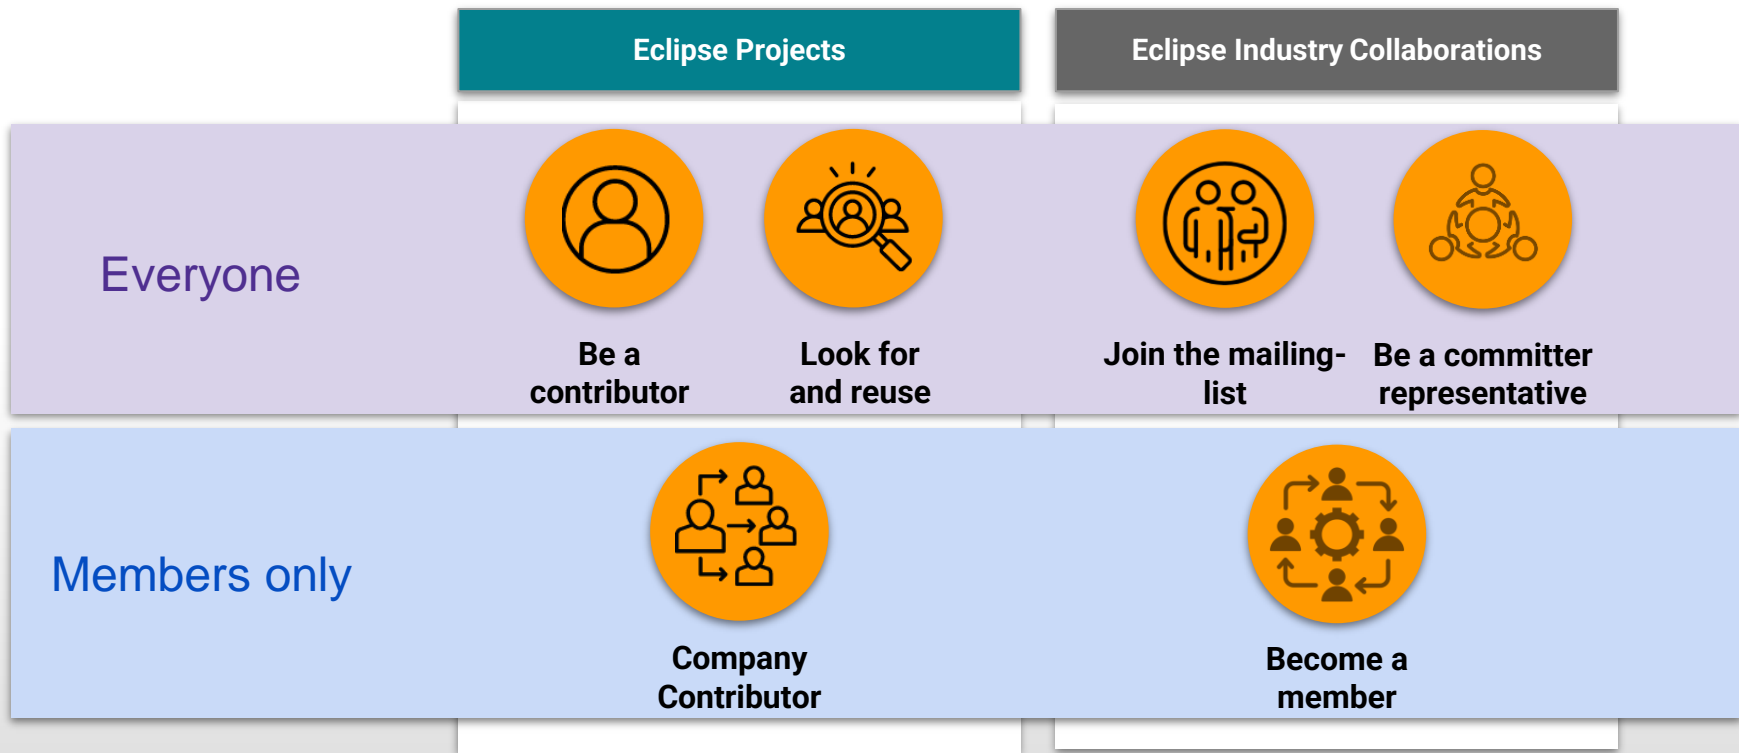 Eclipse Projects
Eclipse Industry Collaborations
Everyone
Be a
contributor
Look for
and reuse
Join the mailing-
list
Be a committer
representative
Members only
Company
Contributor
Become a
member